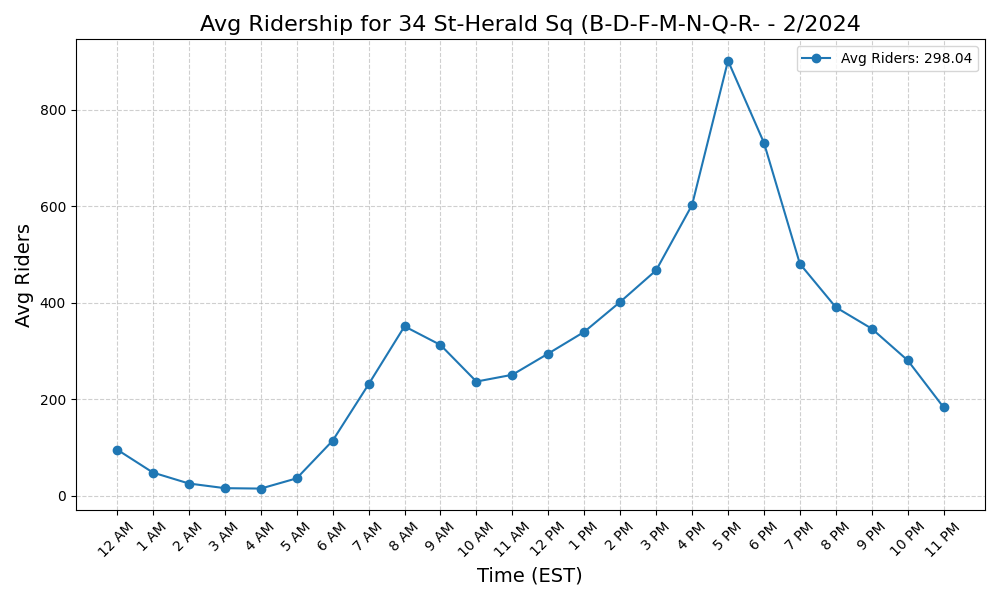 Avg Ridership for 34 St-Herald Sq (B-D-F-M-N-Q-R- - 2/2024
Avg Riders: 298.04
Avg Riders
800
600
400
200
0
12 AM
1 AM
2 AM
3 AM
4 AM
5 AM
6 AM
7 AM
8 AM
9 AM
10 AM
11 AM
12 PM
1 PM
2 PM
3 PM
4 PM
5 PM
6 PM
7 PM
8 PM
9 PM
10 PM
11 PM
Time (EST)